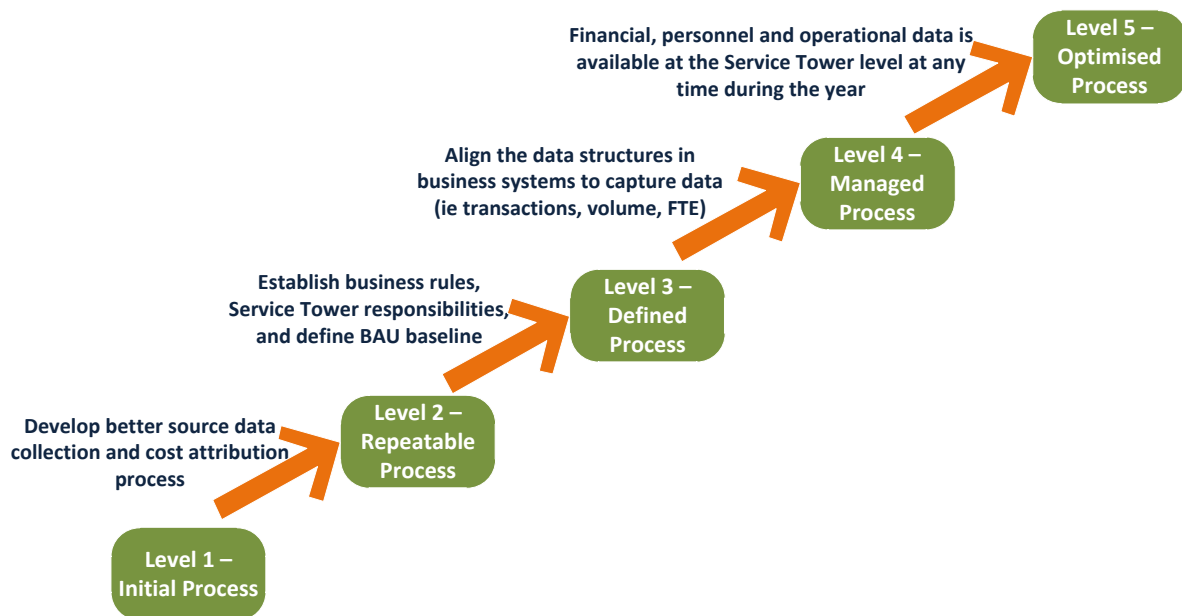 Financial, personnel and operational data is
available at the Service Tower level at any
time during the year
Level 5 –
Optimised
Process
Align the data structures in
business systems to capture data
(ie transactions, volume, FTE)
Level 4 –
Managed
Process
Establish business rules,
Service Tower responsibilities,
and define BAU baseline
Level 3 –
Defined
Process
Develop better source data
collection and cost attribution
process
Level 2 –
Repeatable
Process
Level 1 –
Initial Process